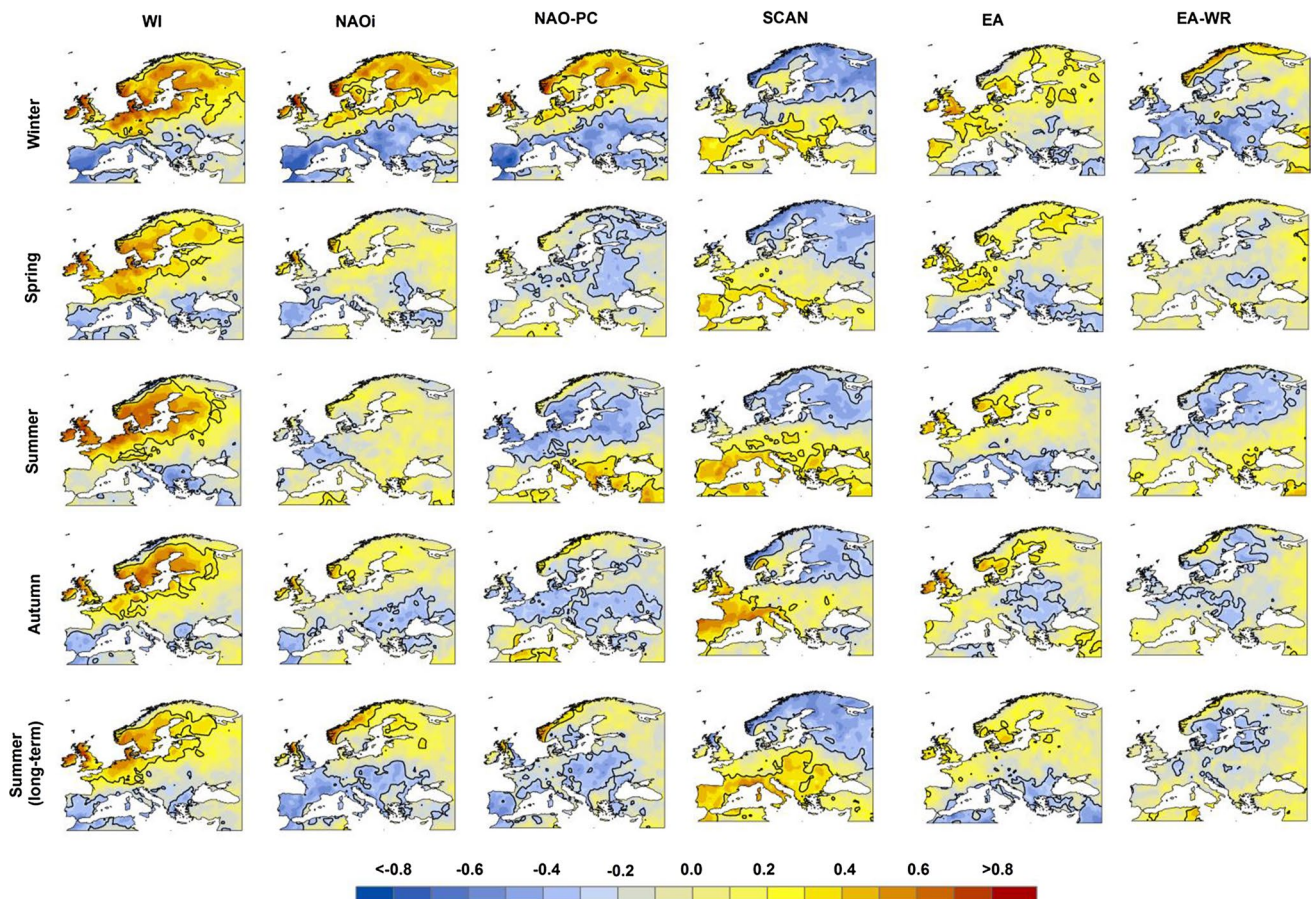 WI NAOi NAO-PC SCAN EA EA-WR
Winter
Spring
Summer
Autumn
Summer
(long-term)
<-0.8 -0.6 -0.4 -0.2 0.0 0.2 0.4 0.6 >0.8